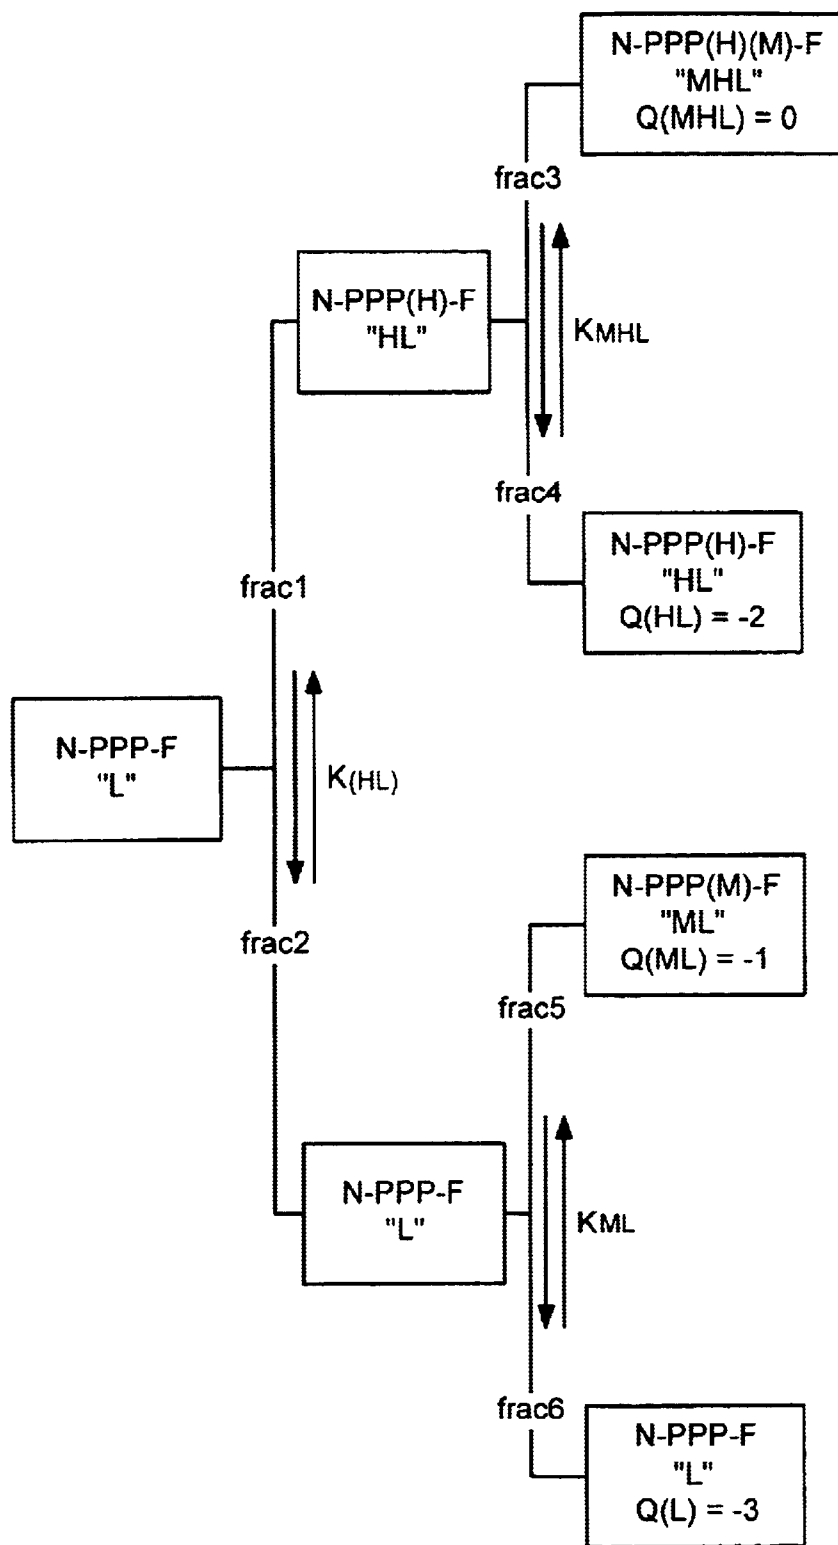 N-PPP(H)(M)-F
"MHL"
Q(MHL) = 0
frac3
N-PPP(H)-F
"HL"
KMHL
frac4
N-PPP(H)-F
"HL"
Q(HL) = -2
frac1
N-PPP-F
"L"
K(HL)
frac2
N-PPP(M)-F
"ML"
Q(ML) = -1
frac5
N-PPP-F
"L"
KML
frac6
N-PPP-F
"L"
Q(L) = -3